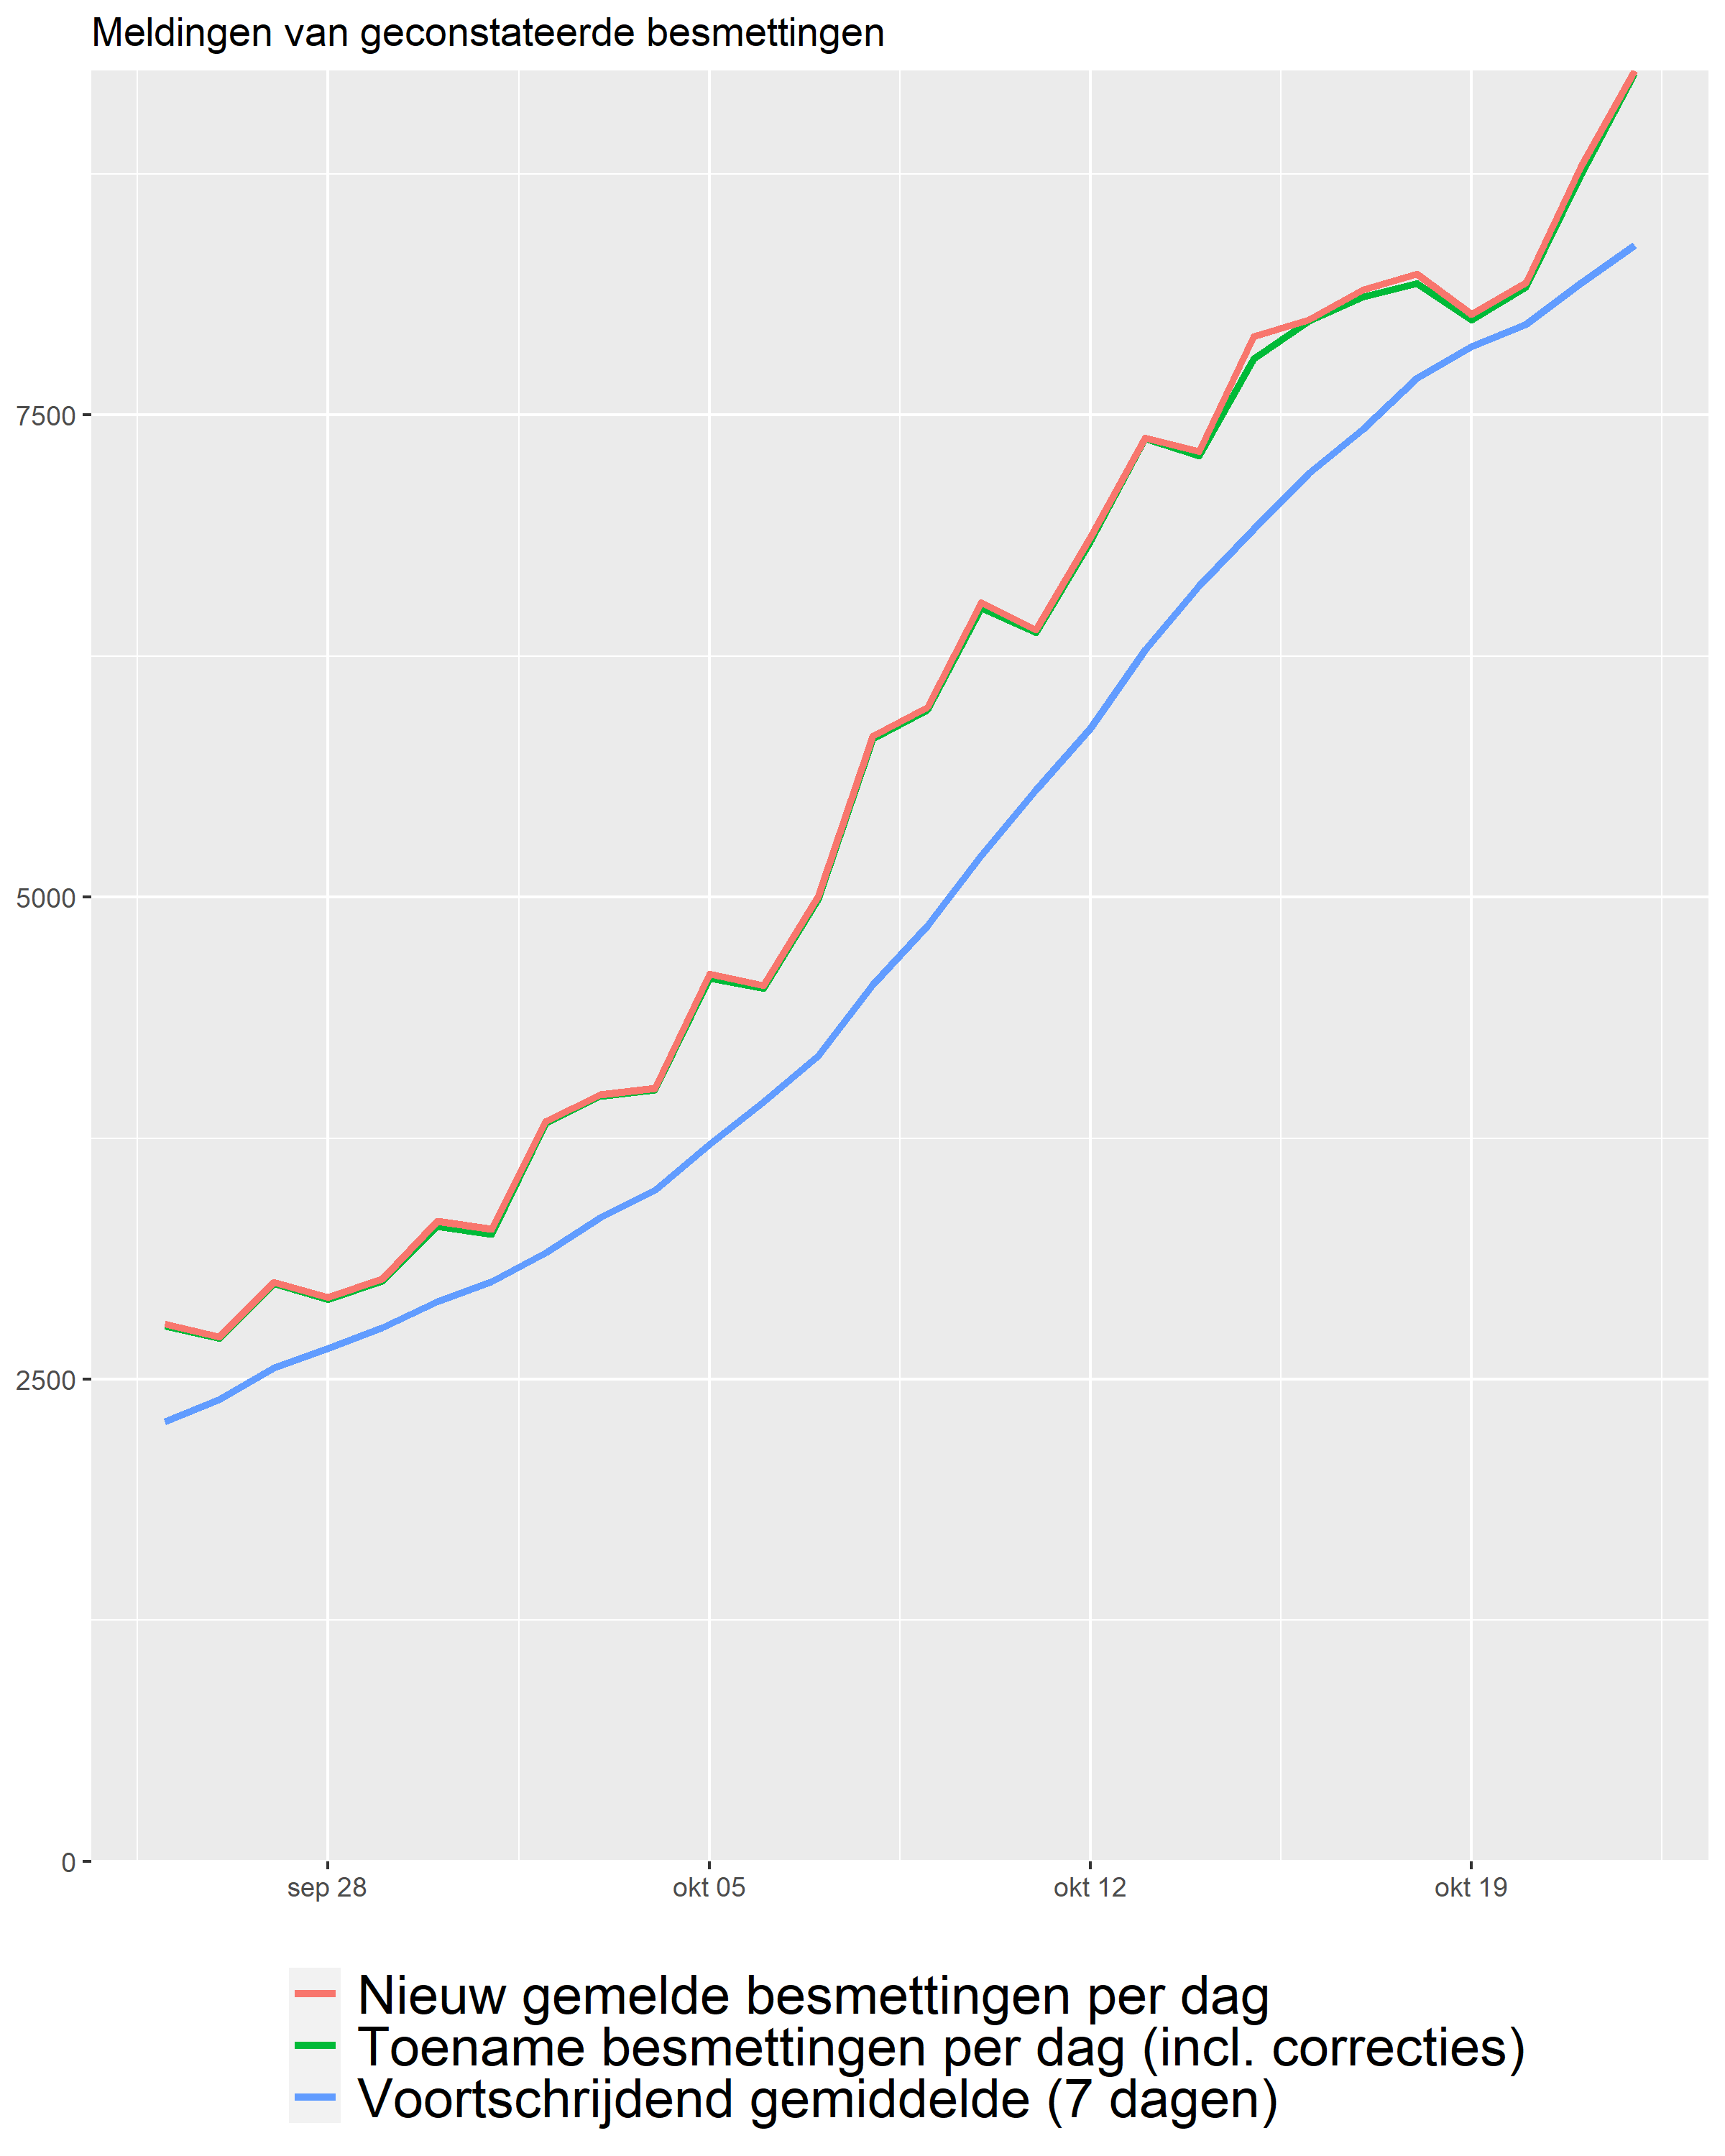 Meldingen van geconstateerde besmettingen
7500
5000
2500
0
sep 28
okt 05
okt 12
okt 19
Nieuw gemelde besmettingen per dag
Toename besmettingen per dag (incl. correcties)
Voortschrijdend gemiddelde (7 dagen)